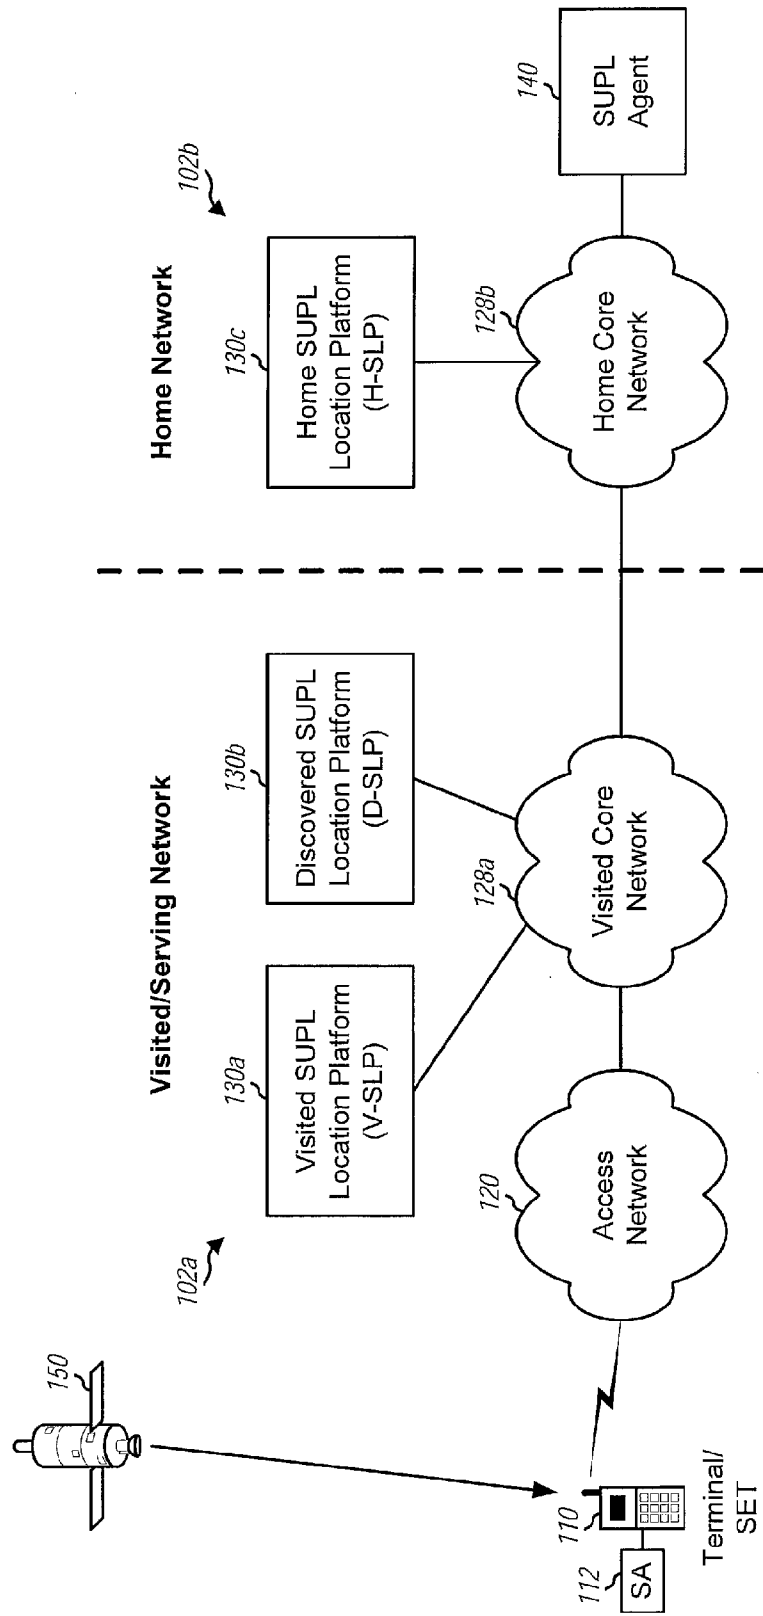 Visited/Serving Network
Home Network
102a
102b
150
130a
Visited SUPL
Location Platform
(V-SLP)
130b
Discovered SUPL
Location Platform
(D-SLP)
130c
Home SUPL
Location Platform
(H-SLP)
112
SA
110
Terminal/
SET
120
Access
Network
128a
Visited Core
Network
128b
Home Core
Network
140
SUPL
Agent